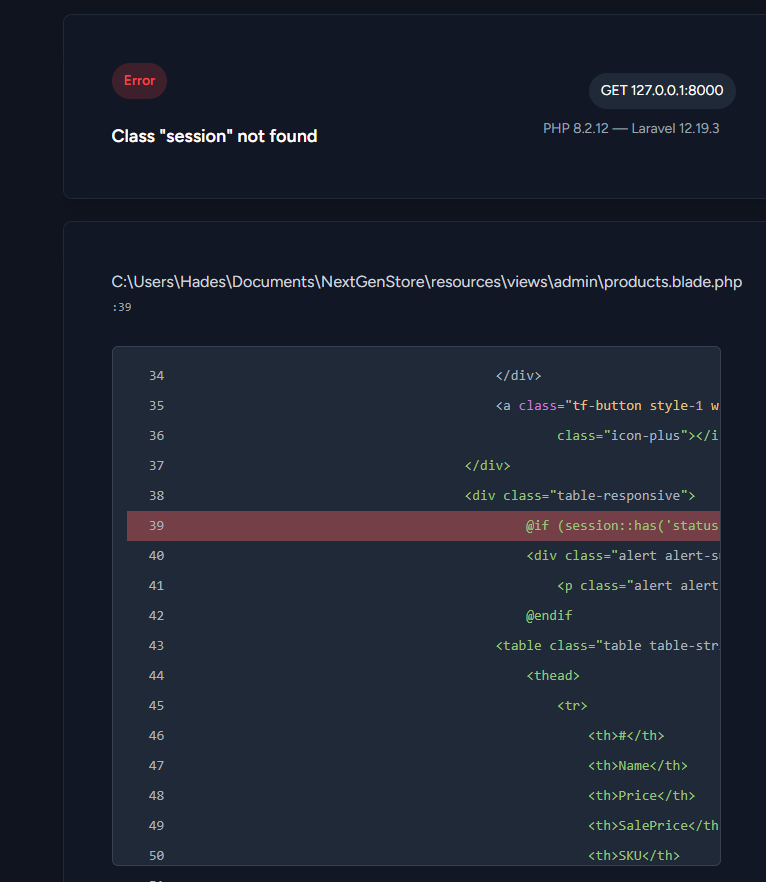 Error
GET 127.0.0.1:8000
Class "session" not found
PHP 8.2.12 — Laravel 12.19.3
C:\Users\Hades\Documents\NextGenStore\resources\views\admin\products.blade.php
:39
34 </div>
35 <a class="tf-button style-1 w
36 class="icon-plus"></i
37 </div>
38 <div class="table-responsive">
39 @if (session::has('status
40 <div class="alert alert-s
41 <p class="alert alert
42 @endif
43 <table class="table table-str
44 <thead>
45 <tr>
46 <th>#</th>
47 <th>Name</th>
48 <th>Price</th>
49 <th>SalePrice</th
50 <th>SKU</th>